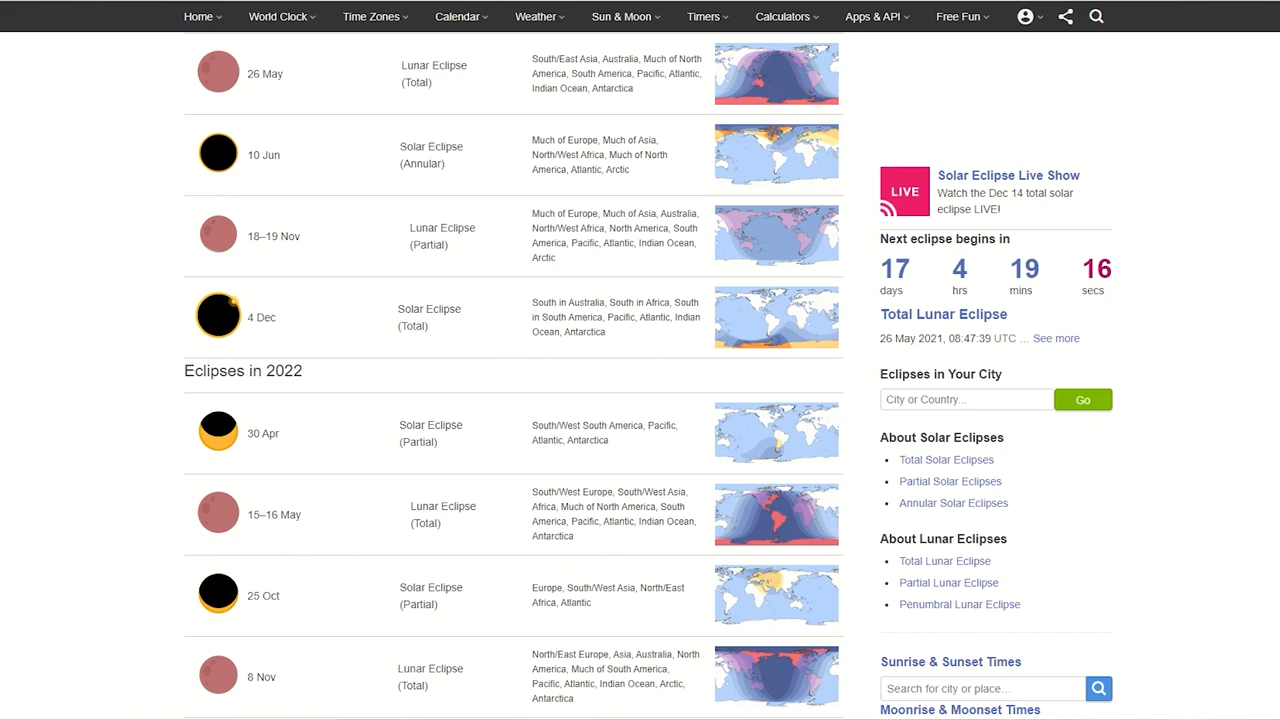 Home World Clock Time Zones Calendar Weather Sun & Moon Timers Calculators Apps & API Free Fun
26 May
Lunar Eclipse
(Total)
South/East Asia, Australia, Much of North
America, South America, Pacific, Atlantic,
Indian Ocean, Antarctica
10 Jun
Solar Eclipse
(Annular)
Much of Europe, Much of Asia,
North/West Africa, Much of North
America, Atlantic, Arctic
18–19 Nov
Lunar Eclipse
(Partial)
Much of Europe, Much of Asia, Australia,
North/West Africa, North America, South
America, Pacific, Atlantic, Indian Ocean,
Arctic
4 Dec
Solar Eclipse
(Total)
South in Australia, South in Africa, South
in South America, Pacific, Atlantic, Indian
Ocean, Antarctica
Eclipses in 2022
30 Apr
Solar Eclipse
(Partial)
South/West South America, Pacific,
Atlantic, Antarctica
15–16 May
Lunar Eclipse
(Total)
South/West Europe, South/West Asia,
Africa, Much of North America, South
America, Pacific, Atlantic, Indian Ocean,
Antarctica
25 Oct
Solar Eclipse
(Partial)
Europe, South/West Asia, North/East
Africa, Atlantic
8 Nov
Lunar Eclipse
(Total)
North/East Europe, Asia, Australia, North
America, Much of South America,
Pacific, Atlantic, Indian Ocean, Arctic,
Antarctica
LIVE
Solar Eclipse Live Show
Watch the Dec 14 total solar
eclipse LIVE!
Next eclipse begins in
17 4 19 16
days hrs mins secs
Total Lunar Eclipse
26 May 2021, 08:47:39 UTC ... See more
Eclipses in Your City
City or Country... Go
About Solar Eclipses
Total Solar Eclipses
Partial Solar Eclipses
Annular Solar Eclipses
About Lunar Eclipses
Total Lunar Eclipse
Partial Lunar Eclipse
Penumbral Lunar Eclipse
Sunrise & Sunset Times
Search for city or place...
Moonrise & Moonset Times